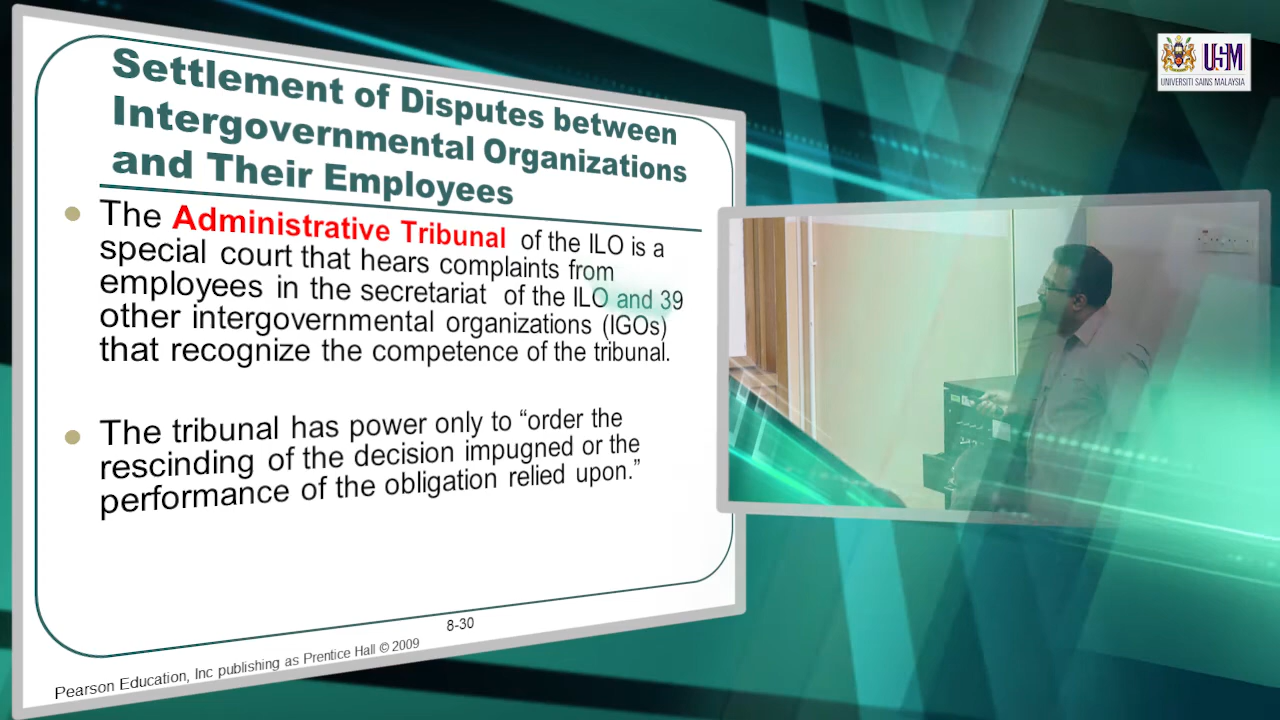 Settlement of Disputes between
Intergovernmental Organizations
and Their Employees
The Administrative Tribunal of the ILO is a
special court that hears complaints from
employees in the secretariat of the ILO and 39
other intergovernmental organizations (IGOs)
that recognize the competence of the tribunal.
The tribunal has power only to “order the
rescinding of the decision impugned or the
performance of the obligation relied upon.”
8-30
Pearson Education, Inc publishing as Prentice Hall © 2009
USM
UNIVERSITI SAINS MALAYSIA